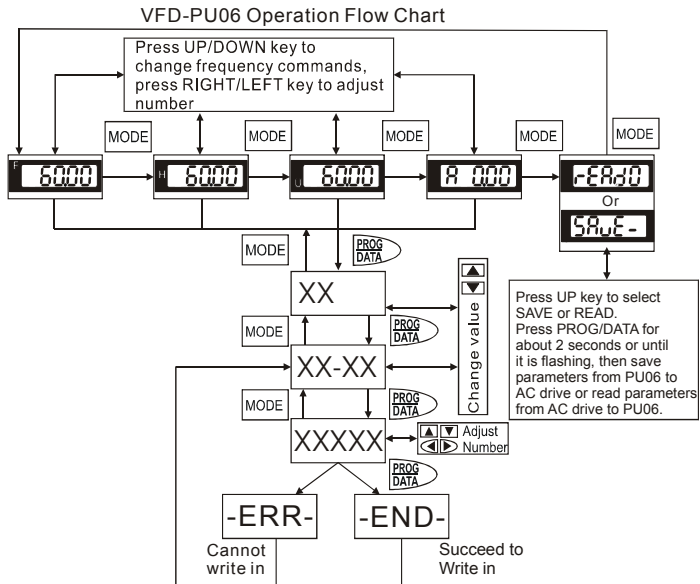 VFD-PU06 Operation Flow Chart
Press UP/DOWN key to
change frequency commands,
press RIGHT/LEFT key to adjust
number
MODE
MODE
MODE
MODE
MODE
F 60.00
H 60.00
U 60.00
A 0.00
rEAd0
Or
SAvE-
MODE
PROG
DATA
XX
MODE
PROG
DATA
XX-XX
MODE
PROG
DATA
XXXXX
PROG
DATA
Change value
Adjust
Number
Press UP key to select
SAVE or READ.
Press PROG/DATA for
about 2 seconds or until
it is flashing, then save
parameters from PU06 to
AC drive or read parameters
from AC drive to PU06.
-ERR-
-END-
Cannot
write in
Succeed to
Write in